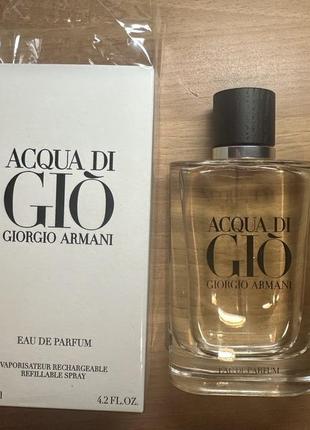 ACQUA DI
GIÒ
GIORGIO ARMANI
EAU DE PARFUM
VAPORISATEUR RECHARGEABLE
REFILLABLE SPRAY
4.2 FL.OZ.
ACQUA DI
GIÒ
GIORGIO ARMANI
EAU DE PARFUM